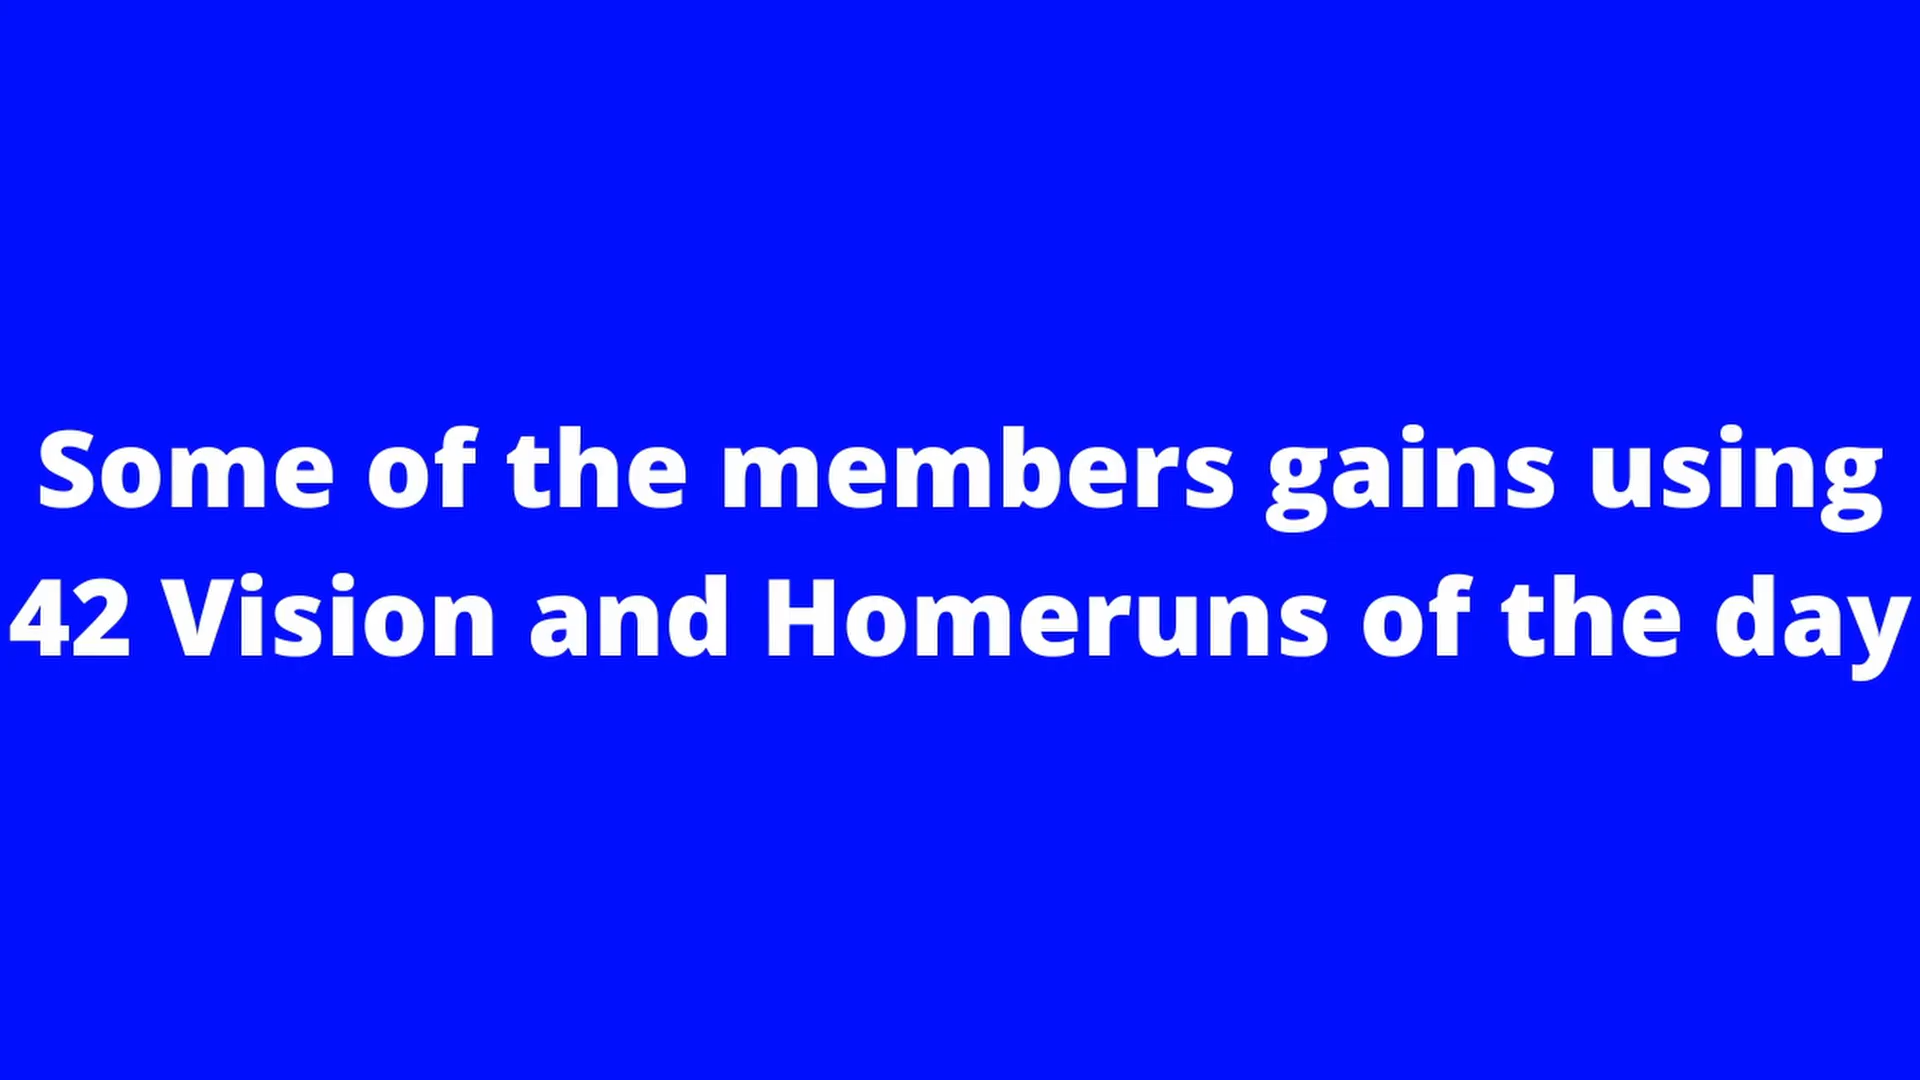 Some of the members gains using
42 Vision and Homeruns of the day